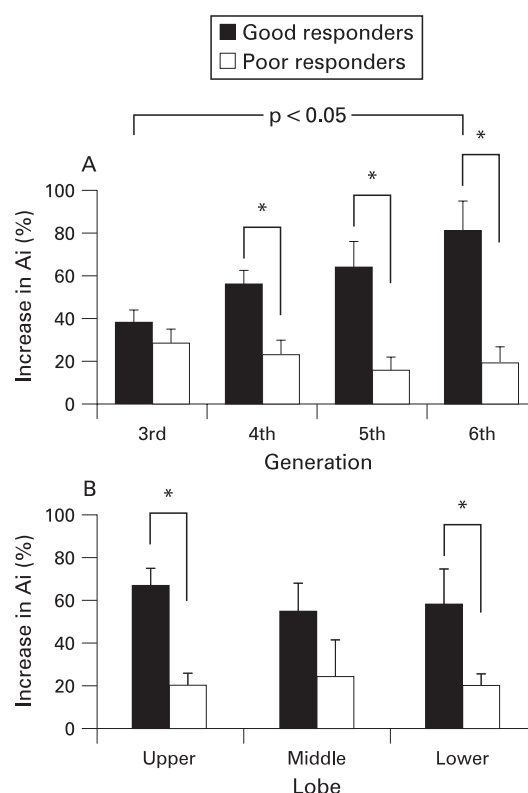 Good responders
Poor responders
p < 0.05
A
*
*
*
Increase in Ai (%)
100
80
60
40
20
0
3rd 4th 5th 6th
Generation
B
*
*
Increase in Ai (%)
100
80
60
40
20
0
Upper Middle Lower
Lobe